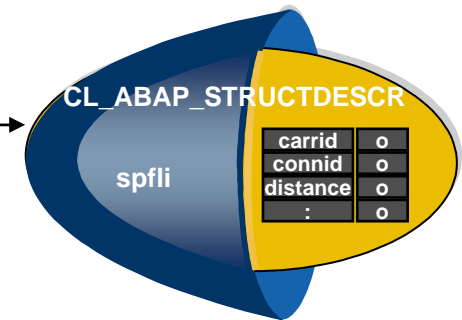 CL_ABAP_STRUCTDESCR
spfli
carrid o
connid o
distance o
: o